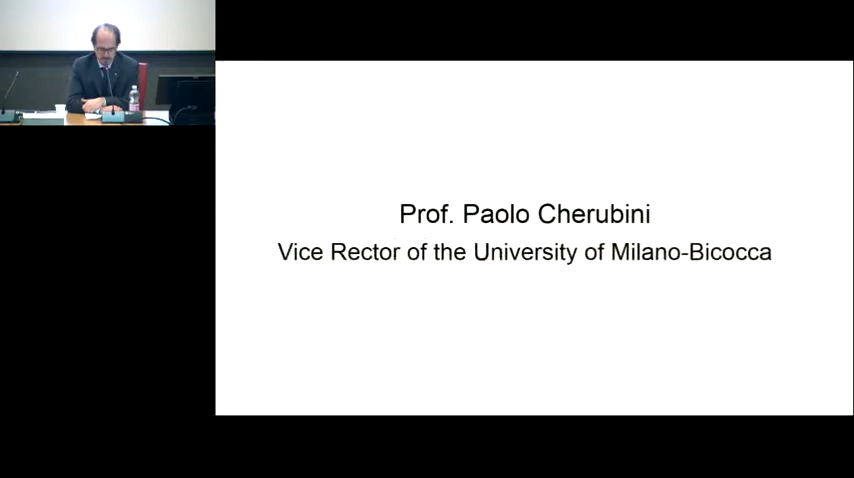 Prof. Paolo Cherubini
Vice Rector of the University of Milano-Bicocca